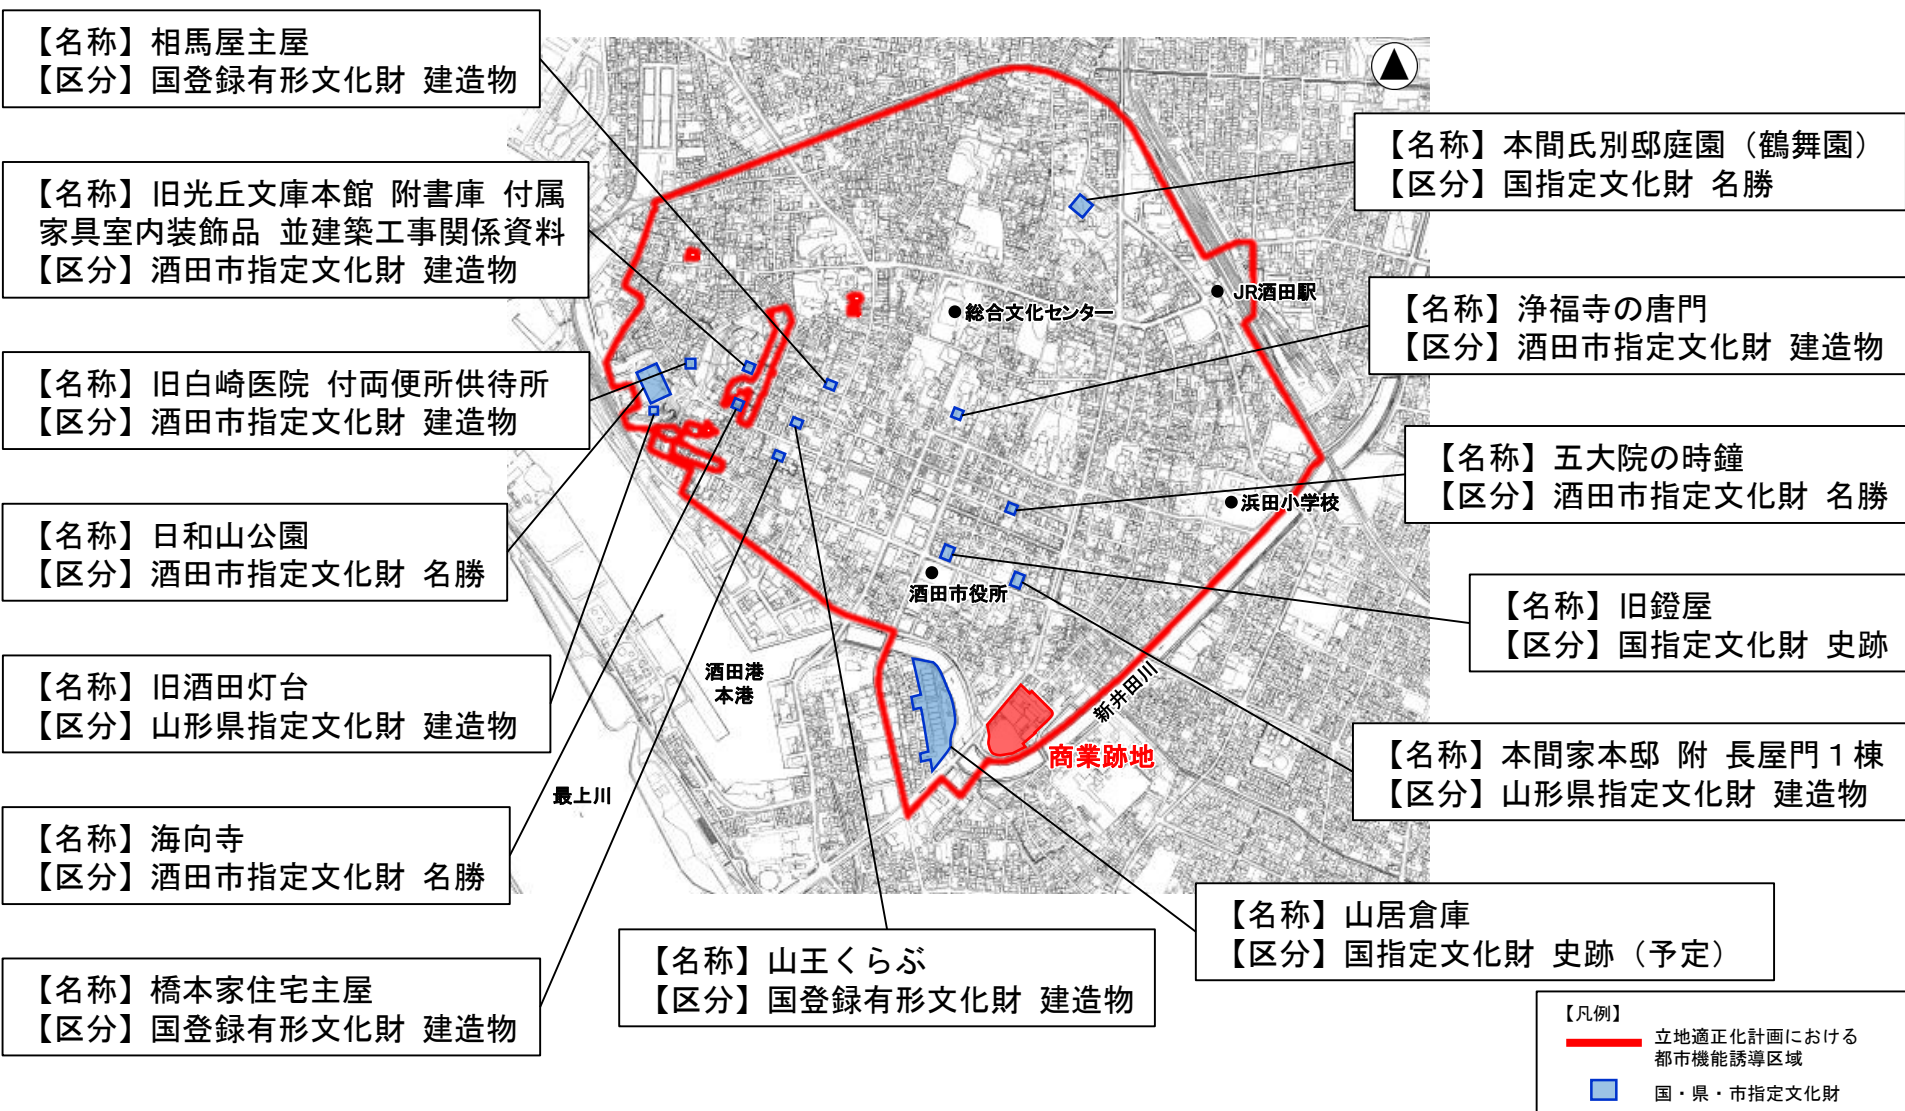 【名称】相馬屋主屋
【区分】国登録有形文化財 建造物
【名称】旧光丘文庫本館 附書庫 付属
家具室内装飾品 並建築工事関係資料
【区分】酒田市指定文化財 建造物
【名称】旧白崎医院 付両便所供待所
【区分】酒田市指定文化財 建造物
【名称】日和山公園
【区分】酒田市指定文化財 名勝
【名称】旧酒田灯台
【区分】山形県指定文化財 建造物
【名称】海向寺
【区分】酒田市指定文化財 名勝
【名称】橋本家住宅主屋
【区分】国登録有形文化財 建造物
【名称】山王くらぶ
【区分】国登録有形文化財 建造物
【名称】本間氏別邸庭園（鶴舞園）
【区分】国指定文化財 名勝
【名称】浄福寺の唐門
【区分】酒田市指定文化財 建造物
【名称】五大院の時鐘
【区分】酒田市指定文化財 名勝
【名称】旧鐙屋
【区分】国指定文化財 史跡
【名称】本間家本邸 附 長屋門１棟
【区分】山形県指定文化財 建造物
【名称】山居倉庫
【区分】国指定文化財 史跡（予定）
JR酒田駅
総合文化センター
浜田小学校
酒田市役所
酒田港
本港
新井田川
商業跡地
最上川
【凡例】
立地適正化計画における
都市機能誘導区域
国・県・市指定文化財